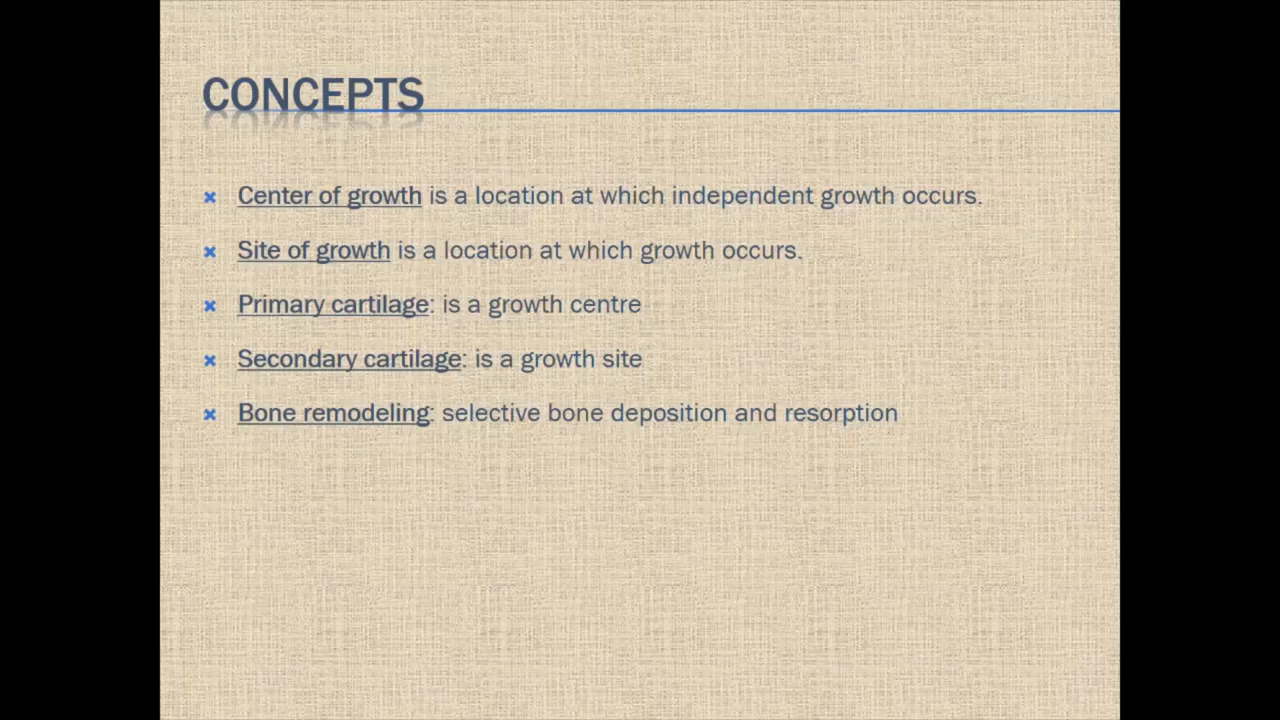 CONCEPTS
Center of growth is a location at which independent growth occurs.
Site of growth is a location at which growth occurs.
Primary cartilage: is a growth centre
Secondary cartilage: is a growth site
Bone remodeling: selective bone deposition and resorption